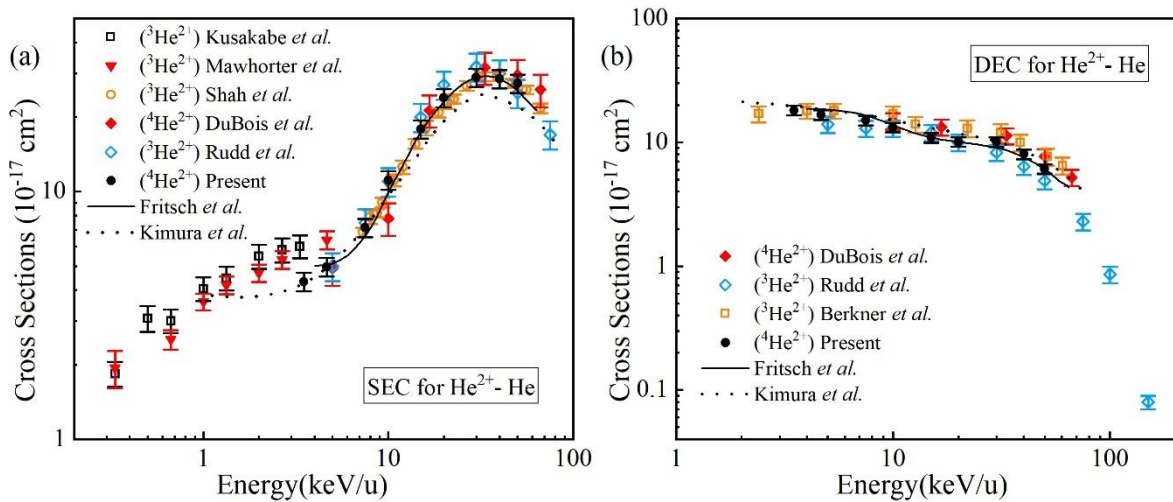 (a)
(³He²⁺) Kusakabe et al.
(³He²⁺) Mawhorter et al.
(³He²⁺) Shah et al.
(⁴He²⁺) DuBois et al.
(³He²⁺) Rudd et al.
(⁴He²⁺) Present
Fritsch et al.
Kimura et al.
SEC for He²⁺- He
Cross Sections (10⁻¹⁷ cm²)
10
1
1
10
100
Energy(keV/u)
(b)
DEC for He²⁺- He
(⁴He²⁺) DuBois et al.
(³He²⁺) Rudd et al.
(³He²⁺) Berkner et al.
(⁴He²⁺) Present
Fritsch et al.
Kimura et al.
Cross Sections (10⁻¹⁷ cm²)
100
10
1
0.1
1
10
100
Energy(keV/u)